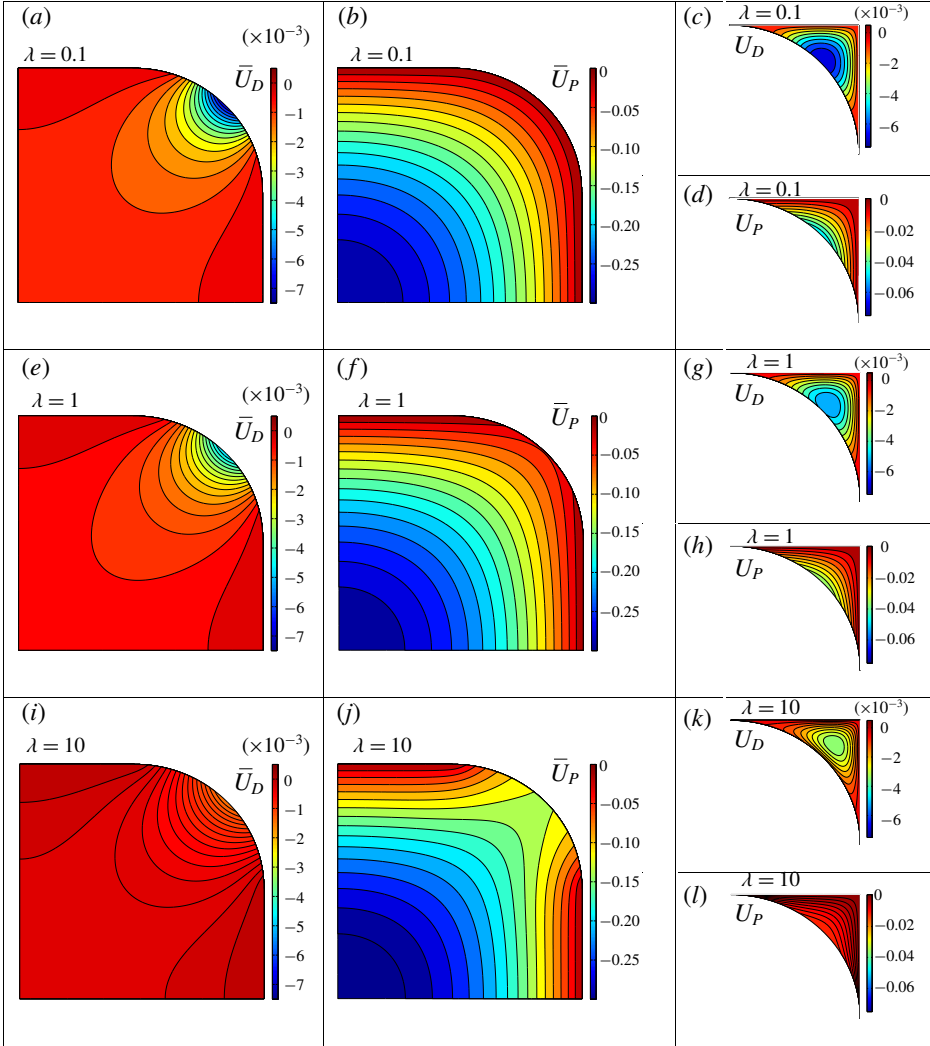 (a)
(×10⁻³)
λ = 0.1
U̅_D
0
−1
−2
−3
−4
−5
−6
−7
(b)
λ = 0.1
U̅_P
0
−0.05
−0.10
−0.15
−0.20
−0.25
(c)
λ = 0.1
(×10⁻³)
U_D
0
−2
−4
−6
(d)
λ = 0.1
U_P
0
−0.02
−0.04
−0.06
(e)
(×10⁻³)
λ = 1
U̅_D
0
−1
−2
−3
−4
−5
−6
−7
(f)
λ = 1
U̅_P
0
−0.05
−0.10
−0.15
−0.20
−0.25
(g)
λ = 1
(×10⁻³)
U_D
0
−2
−4
−6
(h)
λ = 1
U_P
0
−0.02
−0.04
−0.06
(i)
(×10⁻³)
λ = 10
U̅_D
0
−1
−2
−3
−4
−5
−6
−7
(j)
λ = 10
U̅_P
0
−0.05
−0.10
−0.15
−0.20
−0.25
(k)
λ = 10
(×10⁻³)
U_D
0
−2
−4
−6
(l)
λ = 10
U_P
0
−0.02
−0.04
−0.06